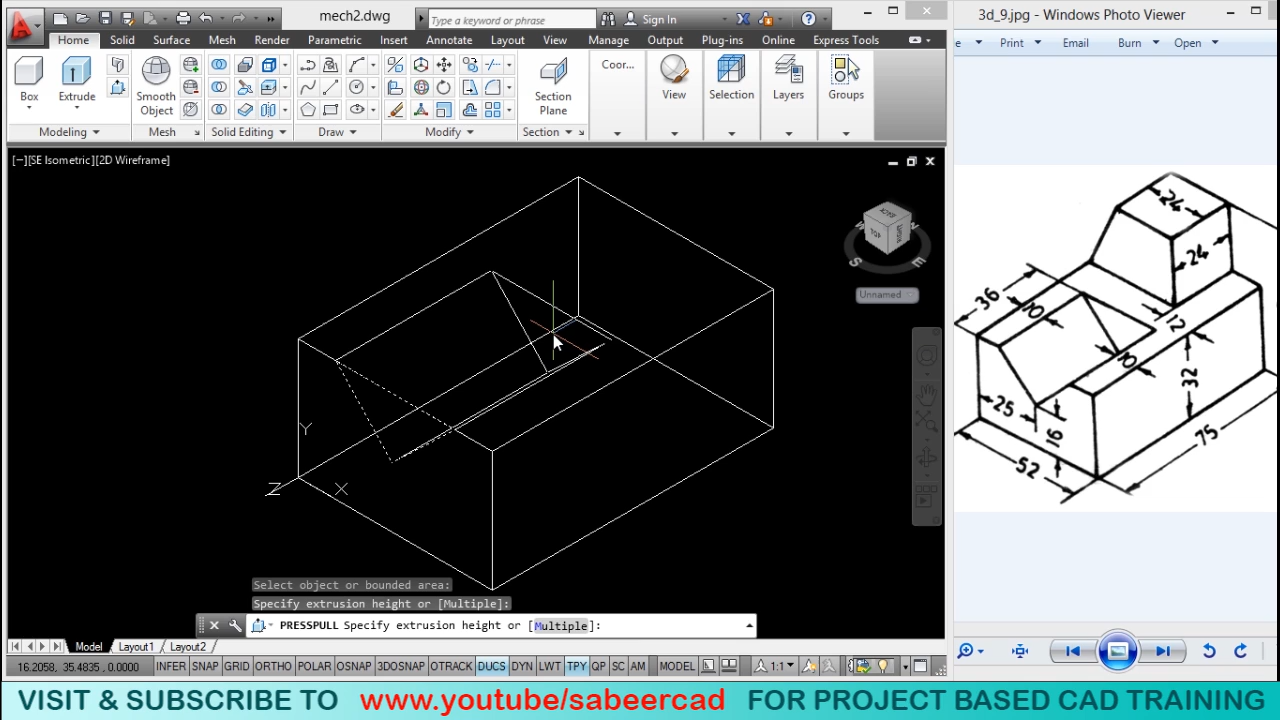 mech2.dwg
Type a keyword or phrase
Sign In
3d_9.jpg - Windows Photo Viewer
Home Solid Surface Mesh Render Parametric Insert Annotate Layout View Manage Output Plug-ins Online Express Tools
e Print Email Burn Open
Box Extrude
Smooth
Object
Section
Plane
Coor...
View
Selection
Layers
Groups
Modeling Mesh Solid Editing Draw Modify Section
[−][SE Isometric][2D Wireframe]
TOP
BACK
RIGHT
N
W
S
E
Unnamed
Y
Z
X
24
24
36
10
12
10
32
25
16
52
75
Select object or bounded area:
Specify extrusion height or [Multiple]:
PRESSPULL Specify extrusion height or [Multiple]:
Model Layout1 Layout2
16.2058, 35.4835, 0.0000 INFER SNAP GRID ORTHO POLAR OSNAP 3DOSNAP OTRACK DUCS DYN LWT TPY QP SC AM MODEL 1:1
VISIT & SUBSCRIBE TO www.youtube/sabeercad FOR PROJECT BASED CAD TRAINING